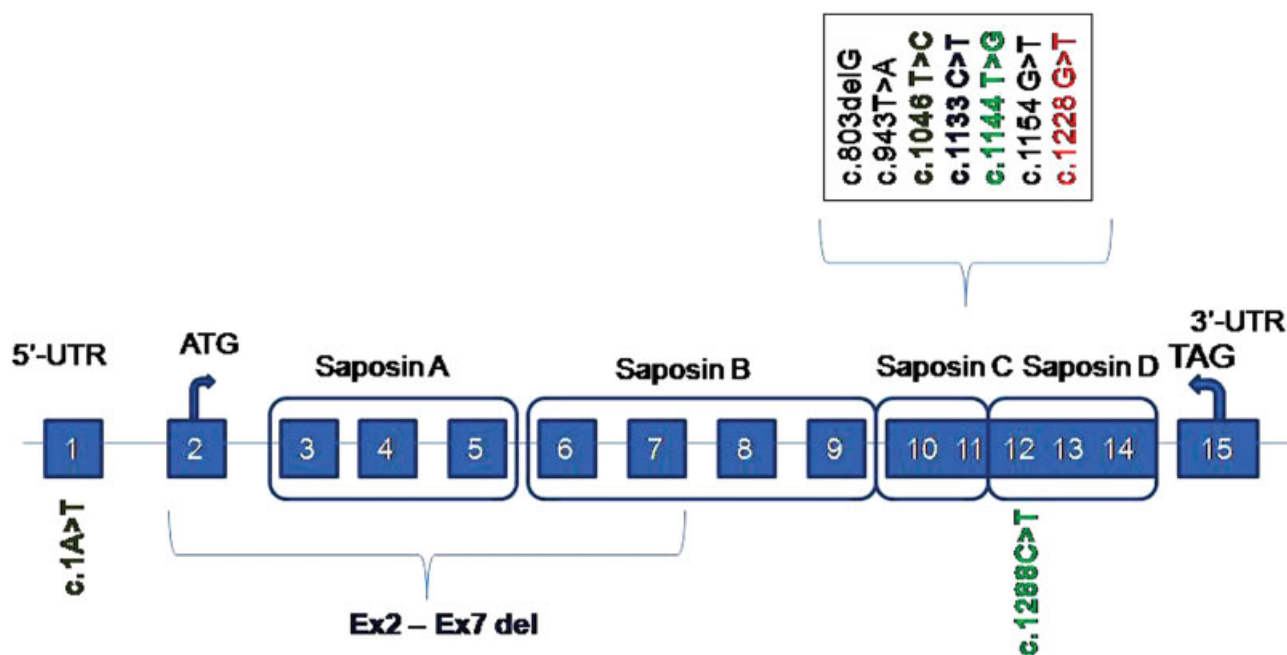 c.803delG
c.943T>A
c.1046 T>C
c.1133 C>T
c.1144 T>G
c.1154 G>T
c.1228 G>T
5'-UTR
ATG
Saposin A
Saposin B
Saposin C
Saposin D
3'-UTR
TAG
1
2
3
4
5
6
7
8
9
10
11
12
13
14
15
c.1A>T
Ex2 – Ex7 del
c.1288C>T